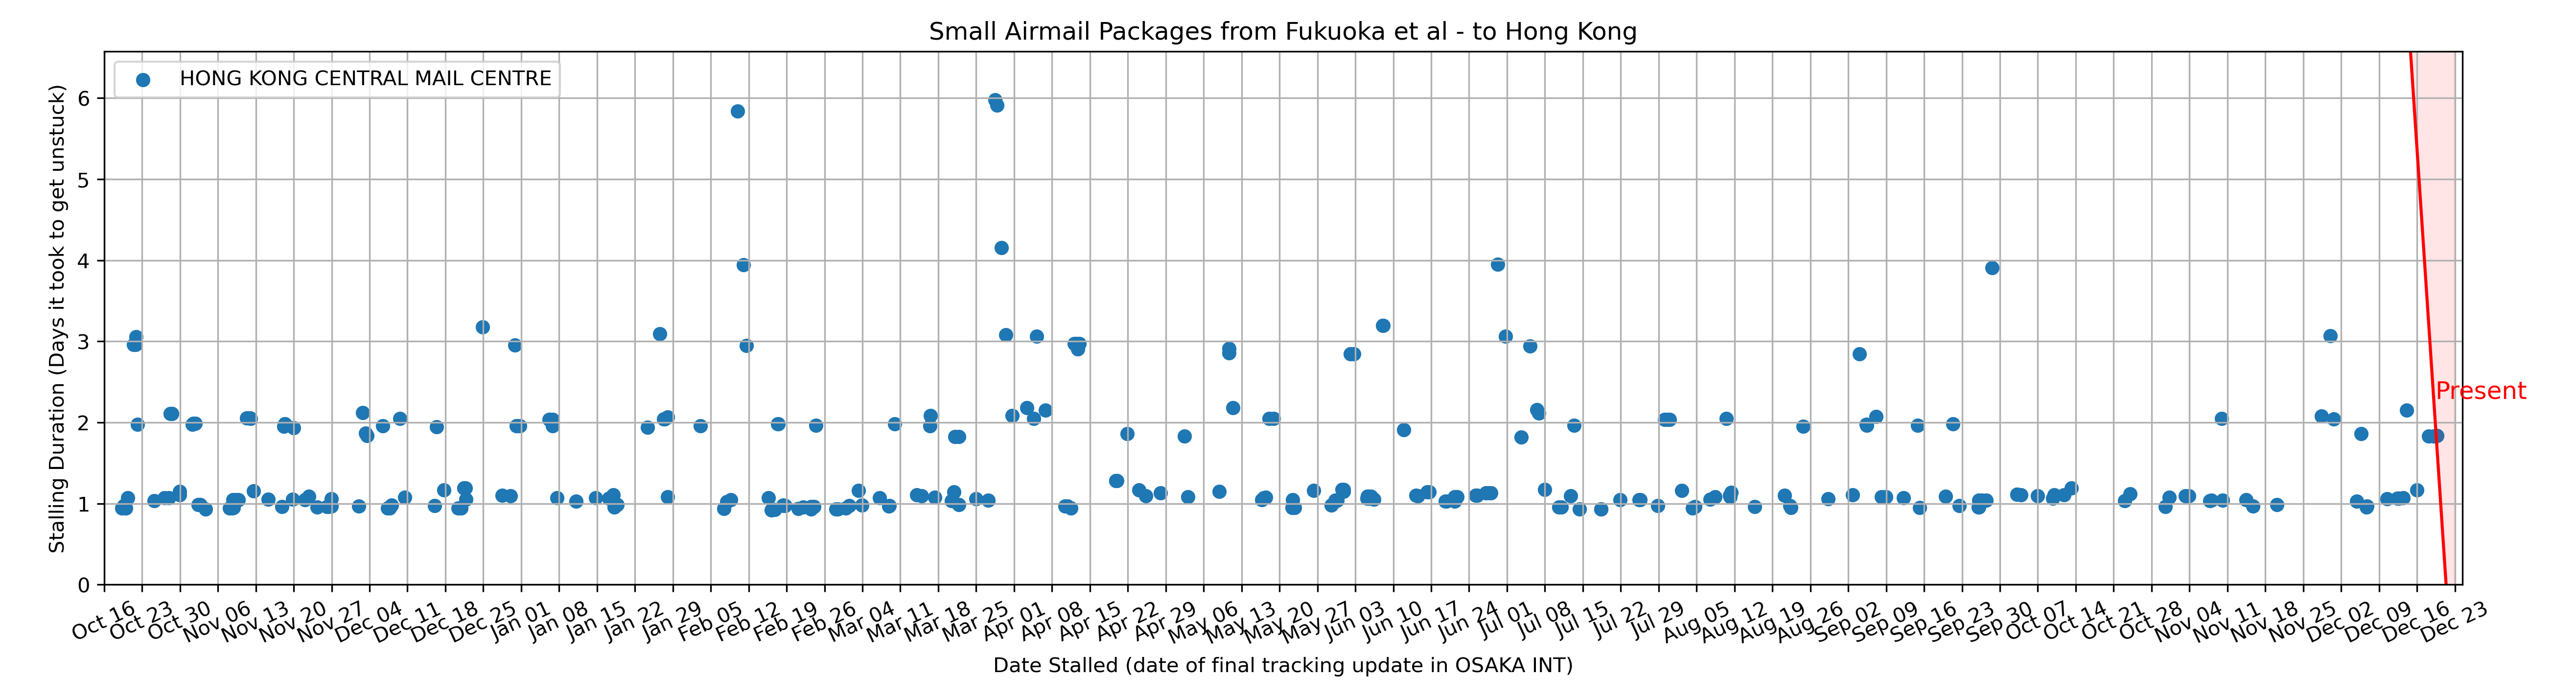 Small Airmail Packages from Fukuoka et al - to Hong Kong
HONG KONG CENTRAL MAIL CENTRE
Stalling Duration (Days it took to get unstuck)
6
5
4
3
2
1
0
Present
Oct 16
Oct 23
Oct 30
Nov 06
Nov 13
Nov 20
Nov 27
Dec 04
Dec 11
Dec 18
Dec 25
Jan 01
Jan 08
Jan 15
Jan 22
Jan 29
Feb 05
Feb 12
Feb 19
Feb 26
Mar 04
Mar 11
Mar 18
Mar 25
Apr 01
Apr 08
Apr 15
Apr 22
Apr 29
May 06
May 13
May 20
May 27
Jun 03
Jun 10
Jun 17
Jun 24
Jul 01
Jul 08
Jul 15
Jul 22
Jul 29
Aug 05
Aug 12
Aug 19
Aug 26
Sep 02
Sep 09
Sep 16
Sep 23
Sep 30
Oct 07
Oct 14
Oct 21
Oct 28
Nov 04
Nov 11
Nov 18
Nov 25
Dec 02
Dec 09
Dec 16
Dec 23
Date Stalled (date of final tracking update in OSAKA INT)